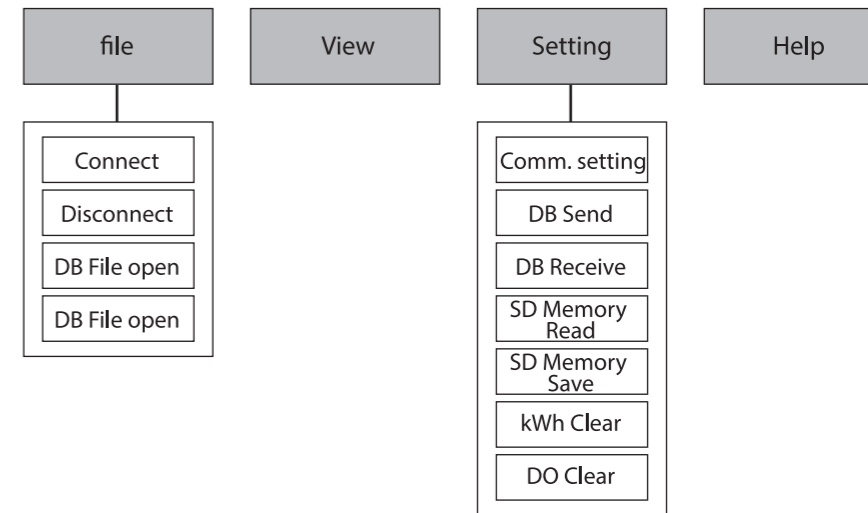 file
View
Setting
Help
Connect
Disconnect
DB File open
DB File open
Comm. setting
DB Send
DB Receive
SD Memory
Read
SD Memory
Save
kWh Clear
DO Clear